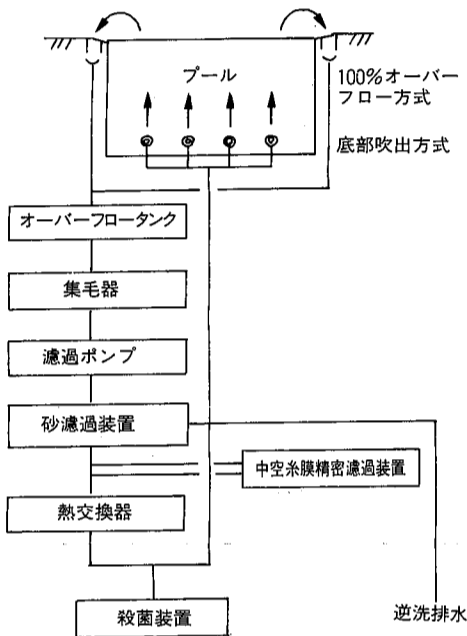 プール
100%オーバー
フロー方式
底部吹出方式
オーバーフロータンク
集毛器
濾過ポンプ
砂濾過装置
中空糸膜精密濾過装置
熱交換器
殺菌装置
逆洗排水